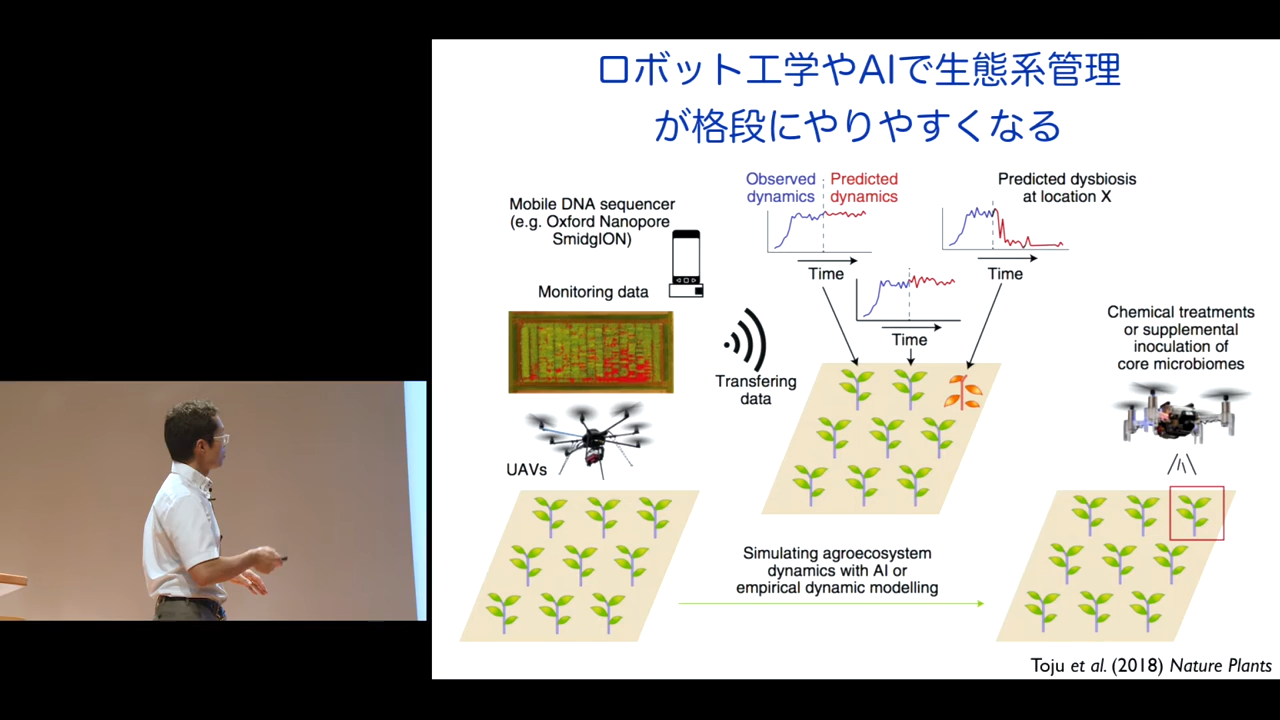 ロボット工学やAIで生態系管理
が格段にやりやすくなる
Observed
dynamics
Predicted
dynamics
Predicted dysbiosis
at location X
Mobile DNA sequencer
(e.g. Oxford Nanopore
SmidgION)
Time
Time
Monitoring data
Time
Chemical treatments
or supplemental
inoculation of
core microbiomes
Transfering
data
UAVs
Simulating agroecosystem
dynamics with AI or
empirical dynamic modelling
Toju et al. (2018) Nature Plants